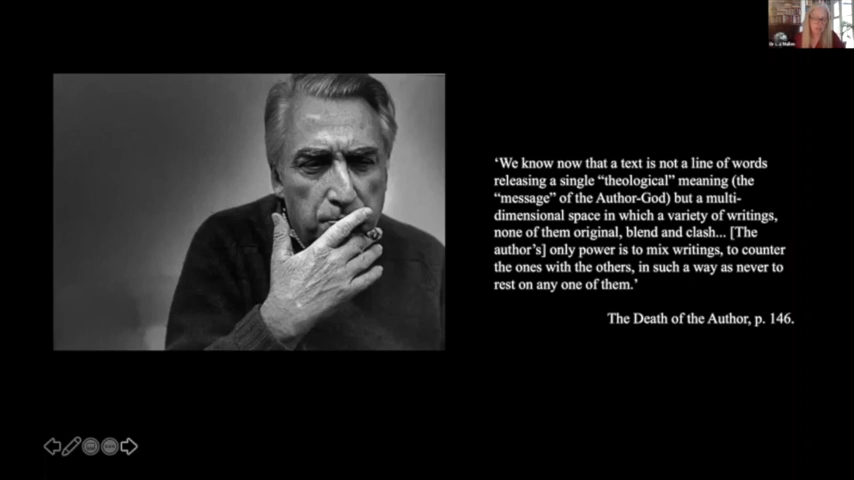 ‘We know now that a text is not a line of words
releasing a single “theological” meaning (the
“message” of the Author-God) but a multi-
dimensional space in which a variety of writings,
none of them original, blend and clash... [The
author’s] only power is to mix writings, to counter
the ones with the others, in such a way as never to
rest on any one of them.’
The Death of the Author, p. 146.